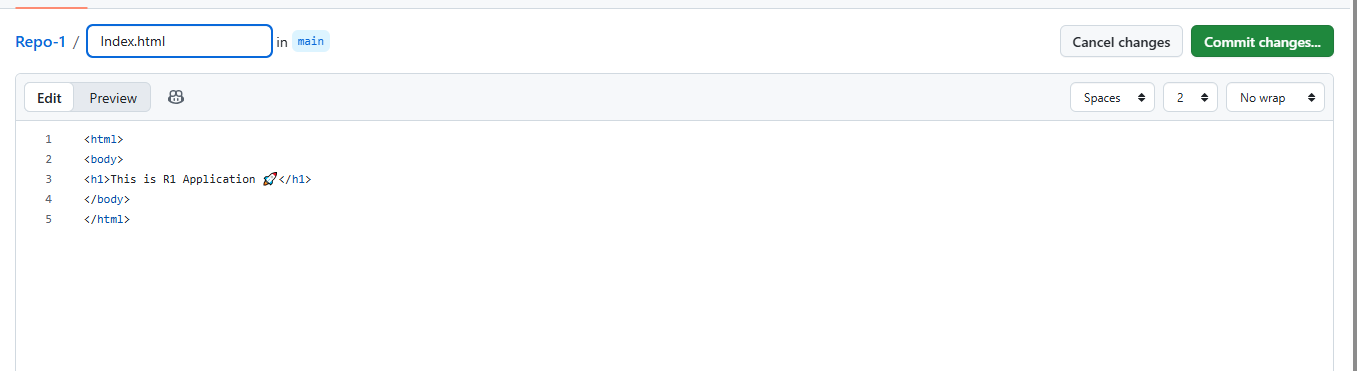 Repo-1 / Index.html in main Cancel changes Commit changes...
Edit Preview Spaces 2 No wrap
1 <html>
2 <body>
3 <h1>This is R1 Application 🚀</h1>
4 </body>
5 </html>